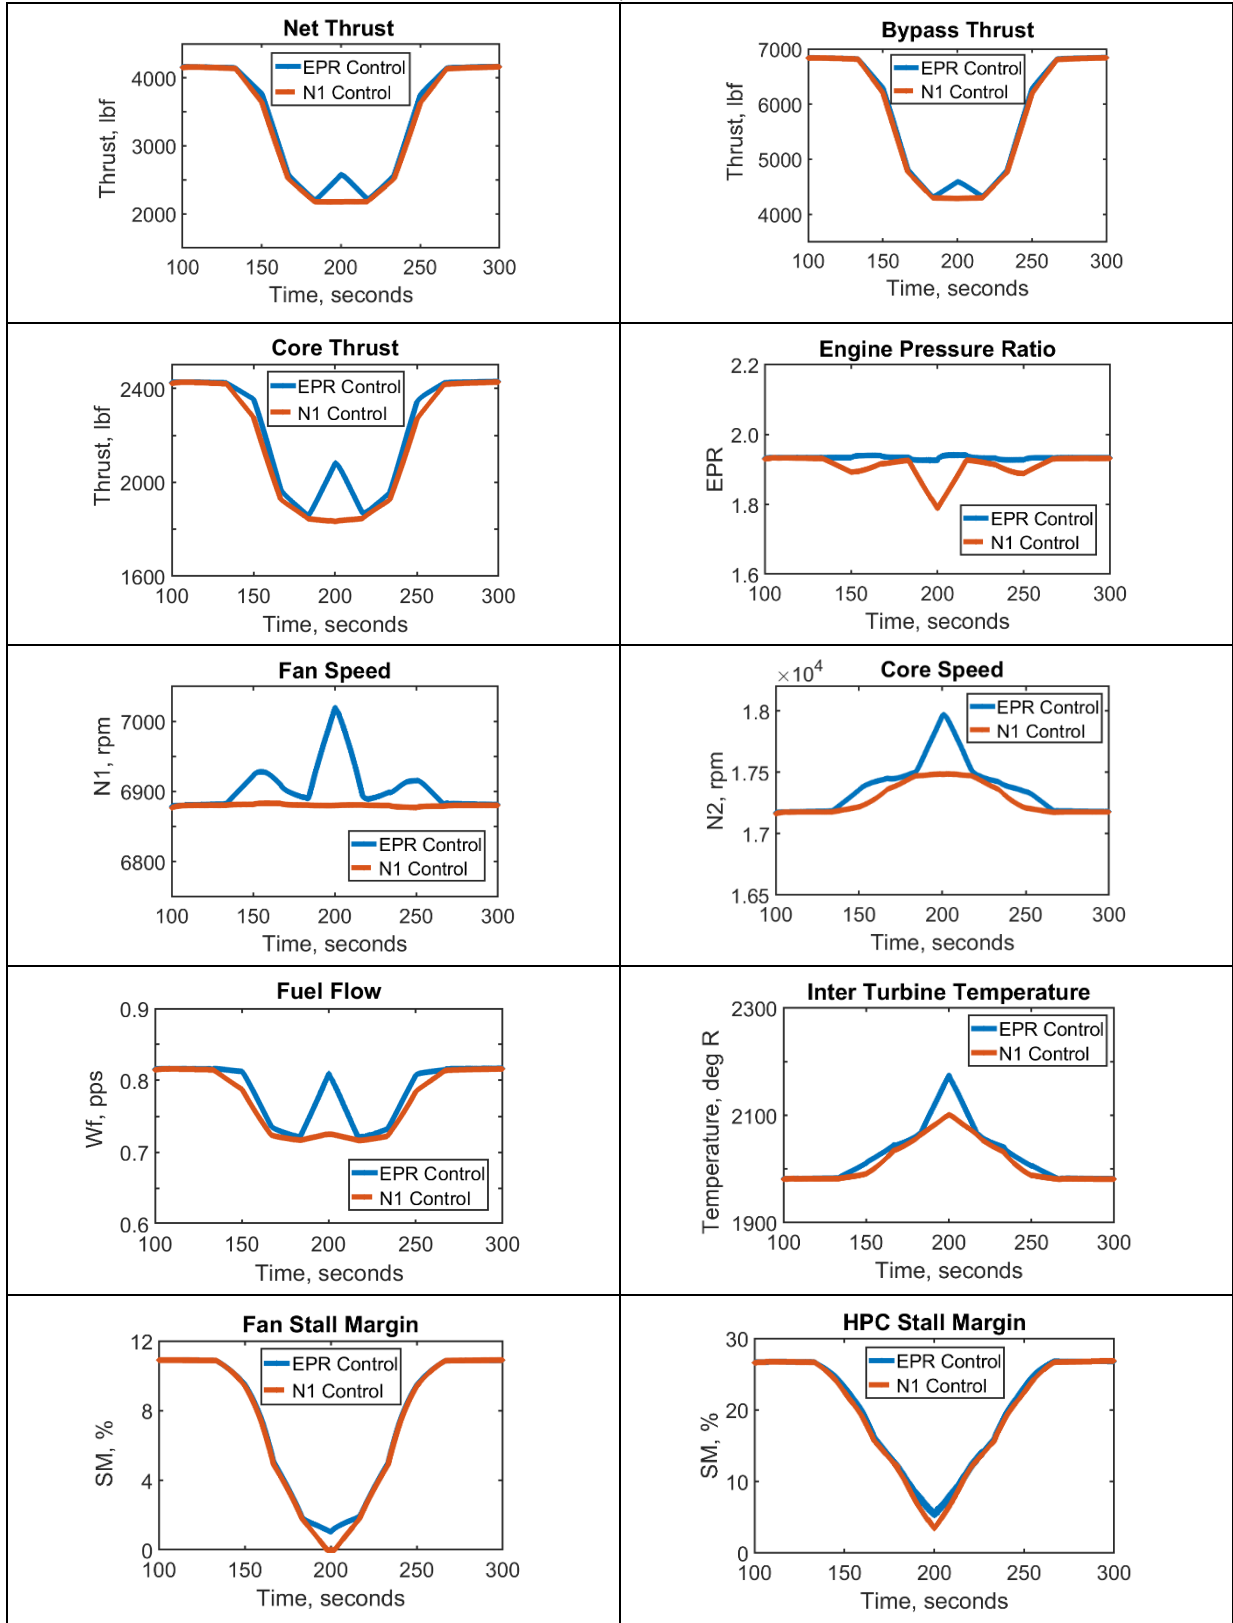 Net Thrust
4000
3000
2000
Thrust, lbf
EPR Control
N1 Control
100 150 200 250 300
Time, seconds
Bypass Thrust
7000
6000
5000
4000
Thrust, lbf
EPR Control
N1 Control
100 150 200 250 300
Time, seconds
Core Thrust
2400
2000
1600
Thrust, lbf
EPR Control
N1 Control
100 150 200 250 300
Time, seconds
Engine Pressure Ratio
2.2
2.0
1.8
1.6
EPR
EPR Control
N1 Control
100 150 200 250 300
Time, seconds
Fan Speed
7000
6900
6800
N1, rpm
EPR Control
N1 Control
100 150 200 250 300
Time, seconds
Core Speed
×10⁴
1.8
1.75
1.7
1.65
N2, rpm
EPR Control
N1 Control
100 150 200 250 300
Time, seconds
Fuel Flow
0.9
0.8
0.7
0.6
Wf, pps
EPR Control
N1 Control
100 150 200 250 300
Time, seconds
Inter Turbine Temperature
2300
2100
1900
Temperature, deg R
EPR Control
N1 Control
100 150 200 250 300
Time, seconds
Fan Stall Margin
12
8
4
0
SM, %
EPR Control
N1 Control
100 150 200 250 300
Time, seconds
HPC Stall Margin
30
20
10
0
SM, %
EPR Control
N1 Control
100 150 200 250 300
Time, seconds